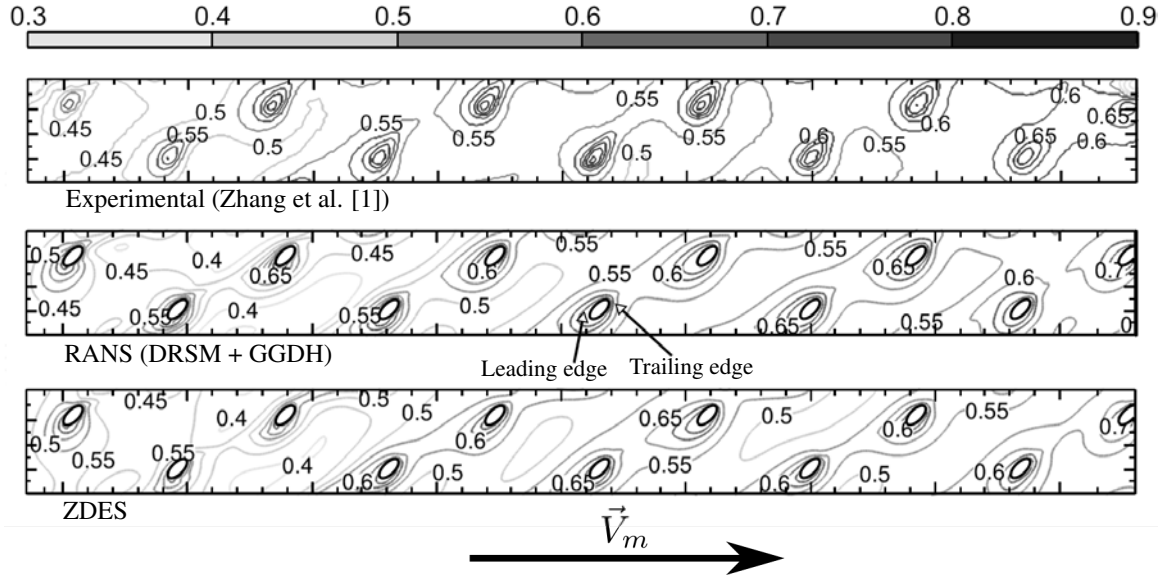 0.3 0.4 0.5 0.6 0.7 0.8 0.9
0.5 0.55 0.6
0.45 0.55 0.55 0.55 0.55 0.6 0.6 0.65
0.45 0.5 0.5 0.55 0.65 0.6
Experimental (Zhang et al. [1])
0.5 0.45 0.4 0.45 0.55 0.55
0.65 0.6 0.55 0.6 0.65 0.6 0.7
0.45 0.55 0.4 0.55 0.5 0.65 0.55 0
RANS (DRSM + GGDH)
Leading edge Trailing edge
0.45 0.4 0.5 0.5 0.65 0.5 0.55
0.5 0.55 0.55 0.6 0.6 0.7
0.4 0.6 0.5 0.65 0.55 0.6 0.5 0.6
ZDES
V⃗m